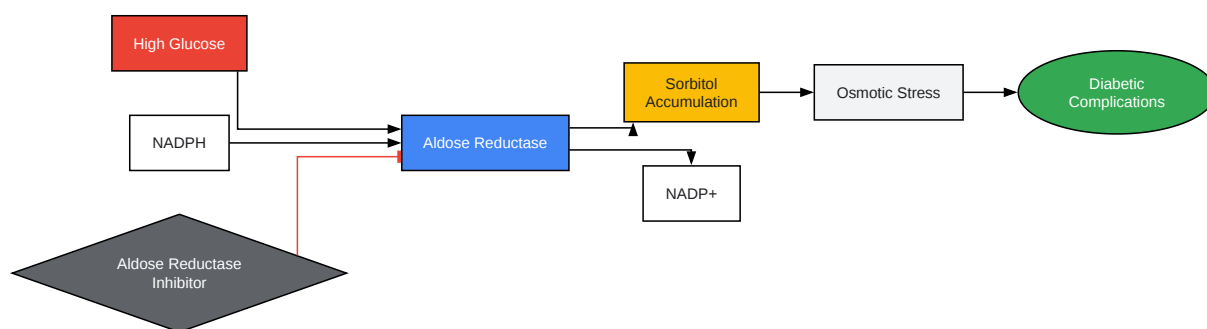 High Glucose
NADPH
Aldose Reductase
Inhibitor
Aldose Reductase
Sorbitol
Accumulation
NADP+
Osmotic Stress
Diabetic
Complications